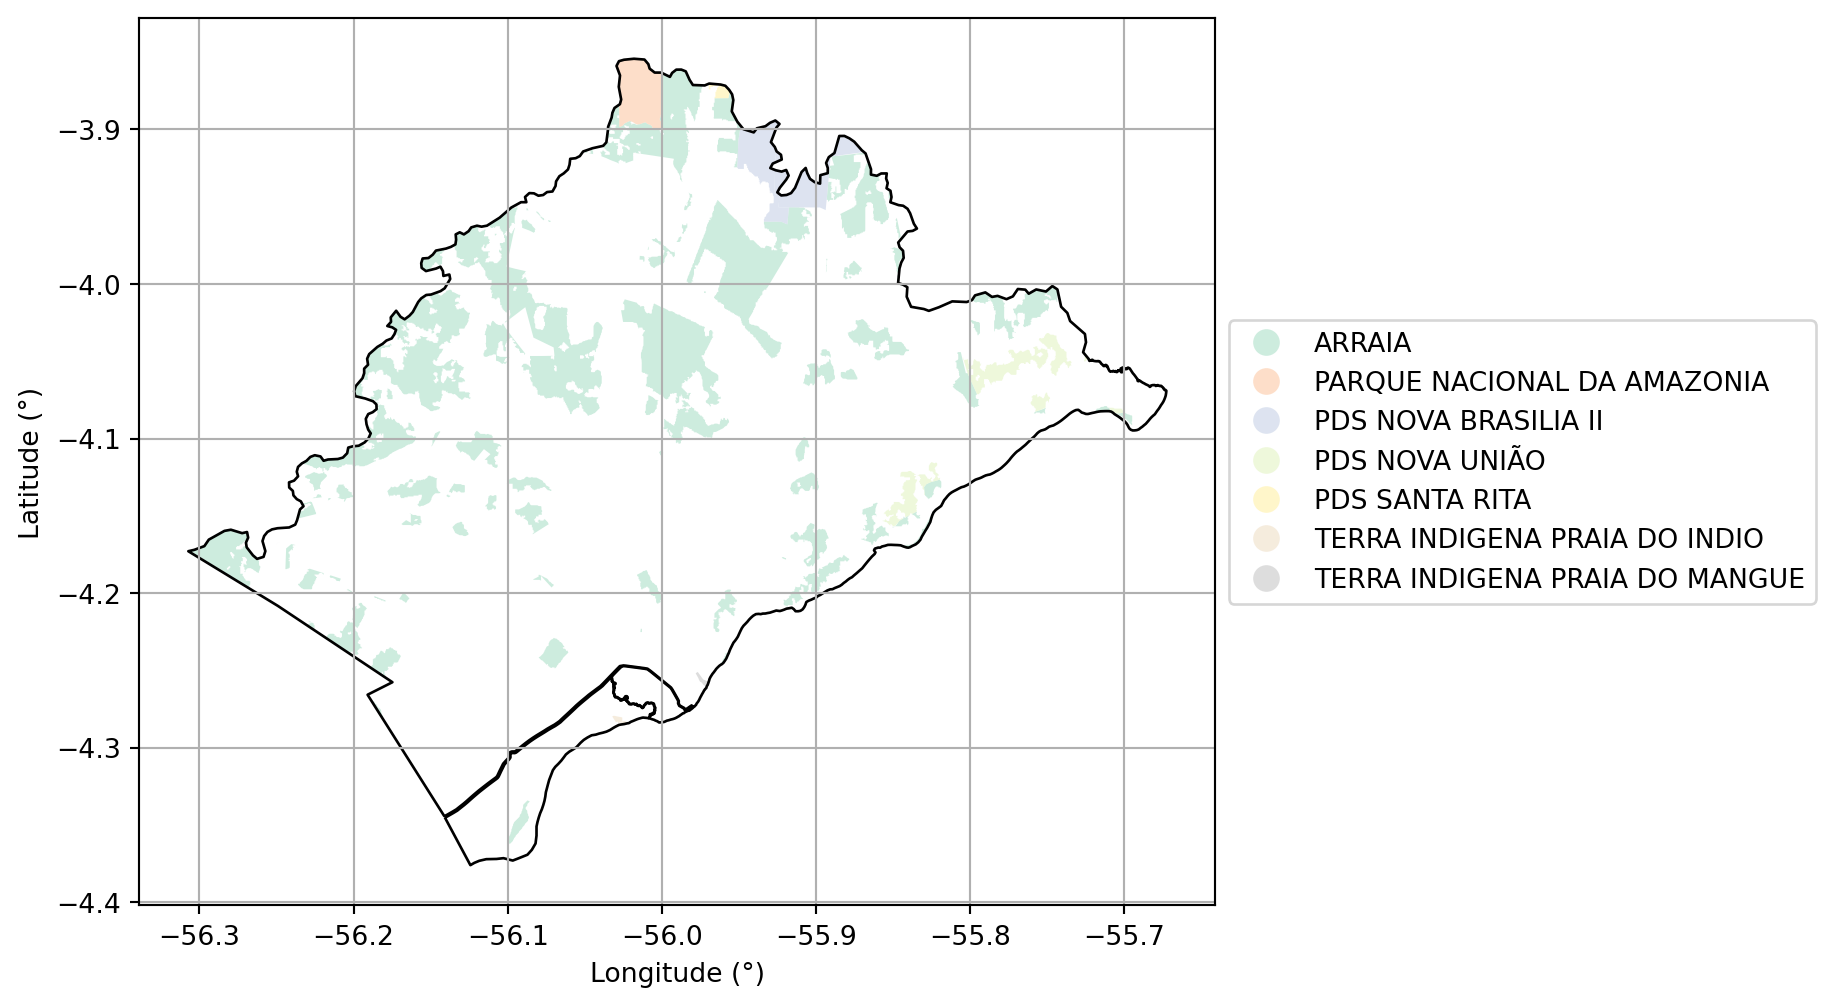 −3.9
−4.0
−4.1
−4.2
−4.3
−4.4
Latitude (°)
−56.3 −56.2 −56.1 −56.0 −55.9 −55.8 −55.7
Longitude (°)
ARRAIA
PARQUE NACIONAL DA AMAZONIA
PDS NOVA BRASILIA II
PDS NOVA UNIÃO
PDS SANTA RITA
TERRA INDIGENA PRAIA DO INDIO
TERRA INDIGENA PRAIA DO MANGUE